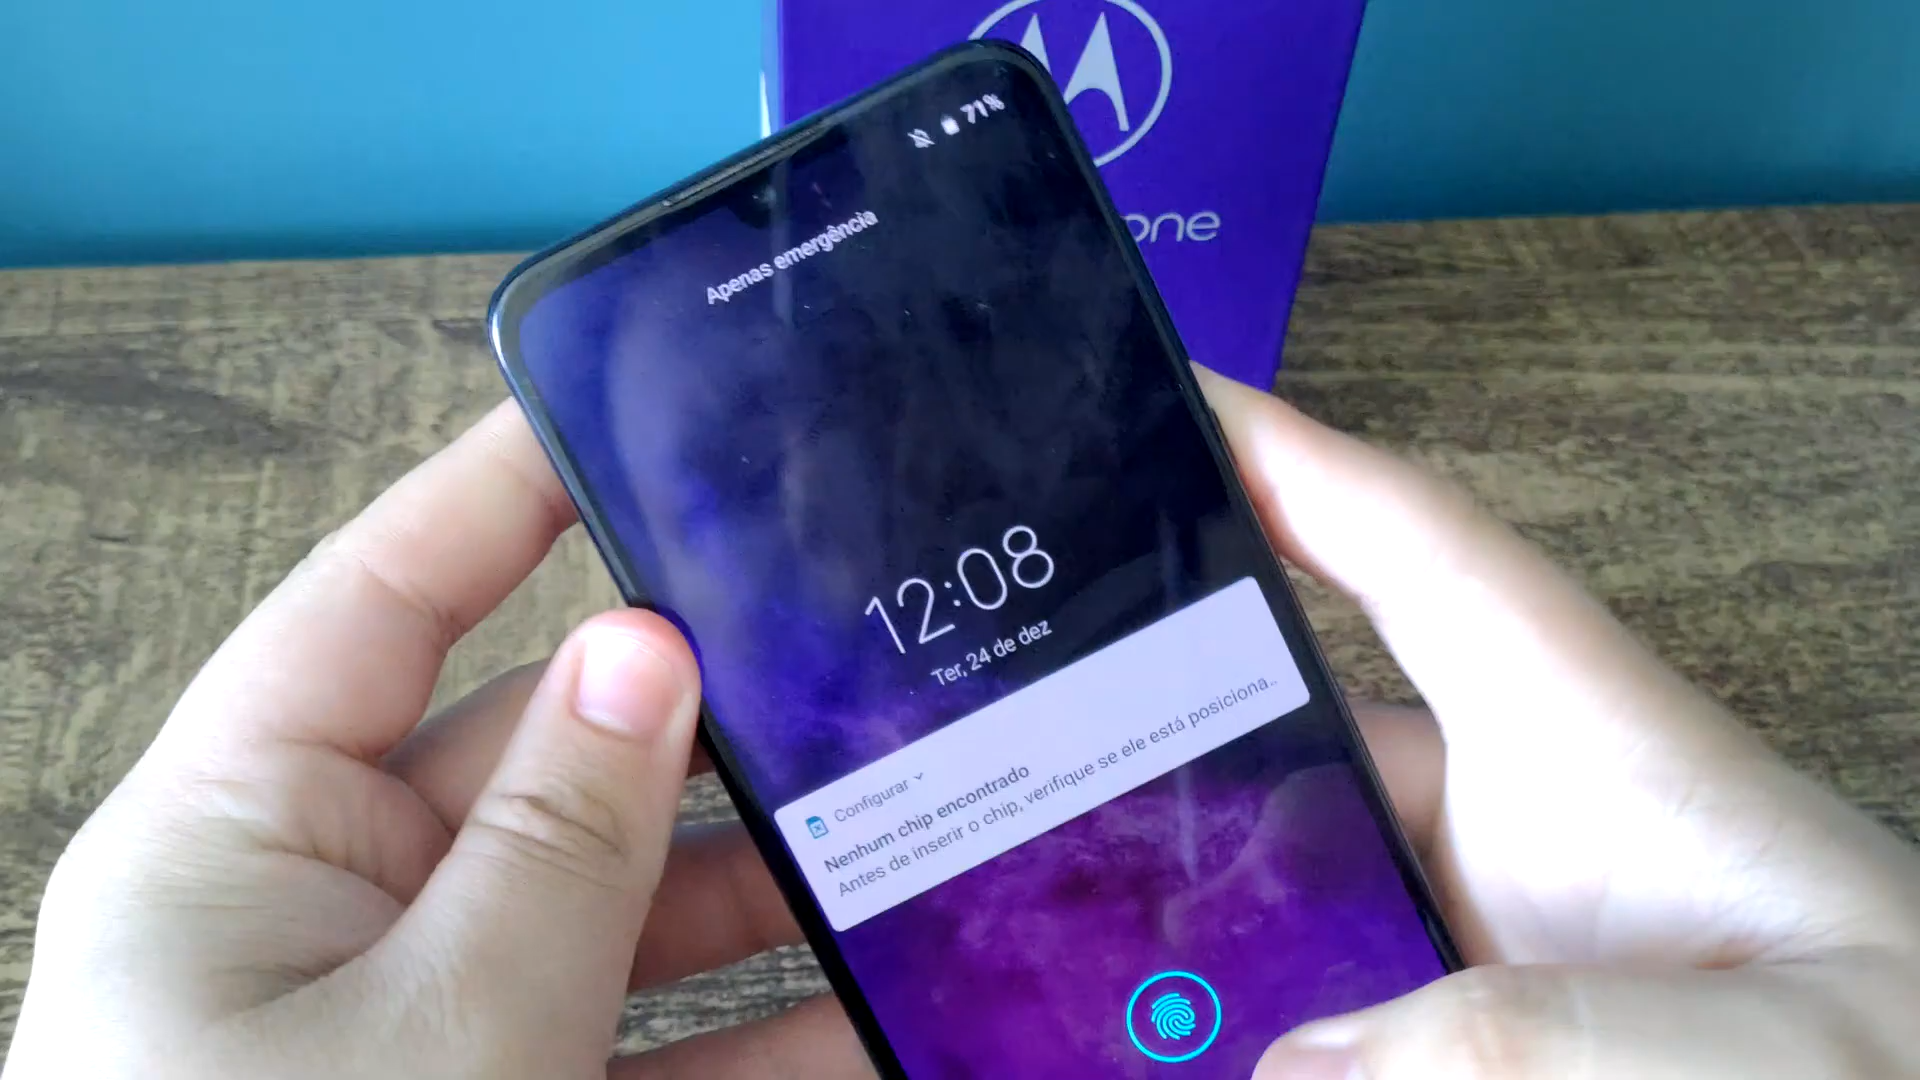 one
71%
Apenas emergência
12:08
Ter, 24 de dez
Configurar
Nenhum chip encontrado
Antes de inserir o chip, verifique se ele está posiciona..